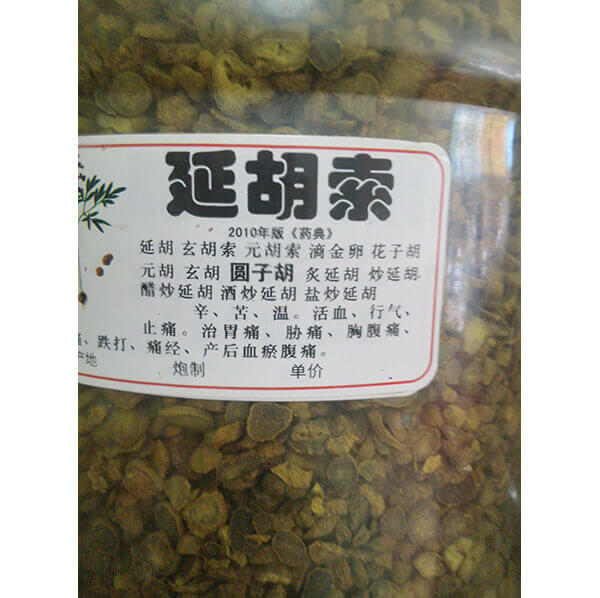 延胡索
2010年版《药典》
延胡 玄胡索 元胡索 滴金卵 花子胡
元胡 玄胡 圆子胡 炙延胡 炒延胡
醋炒延胡 酒炒延胡 盐炒延胡
辛、苦、温。活血、行气、
止痛。治胃痛、胁痛、胸腹痛、
、跌打、痛经、产后血瘀腹痛。
产地 炮制 单价